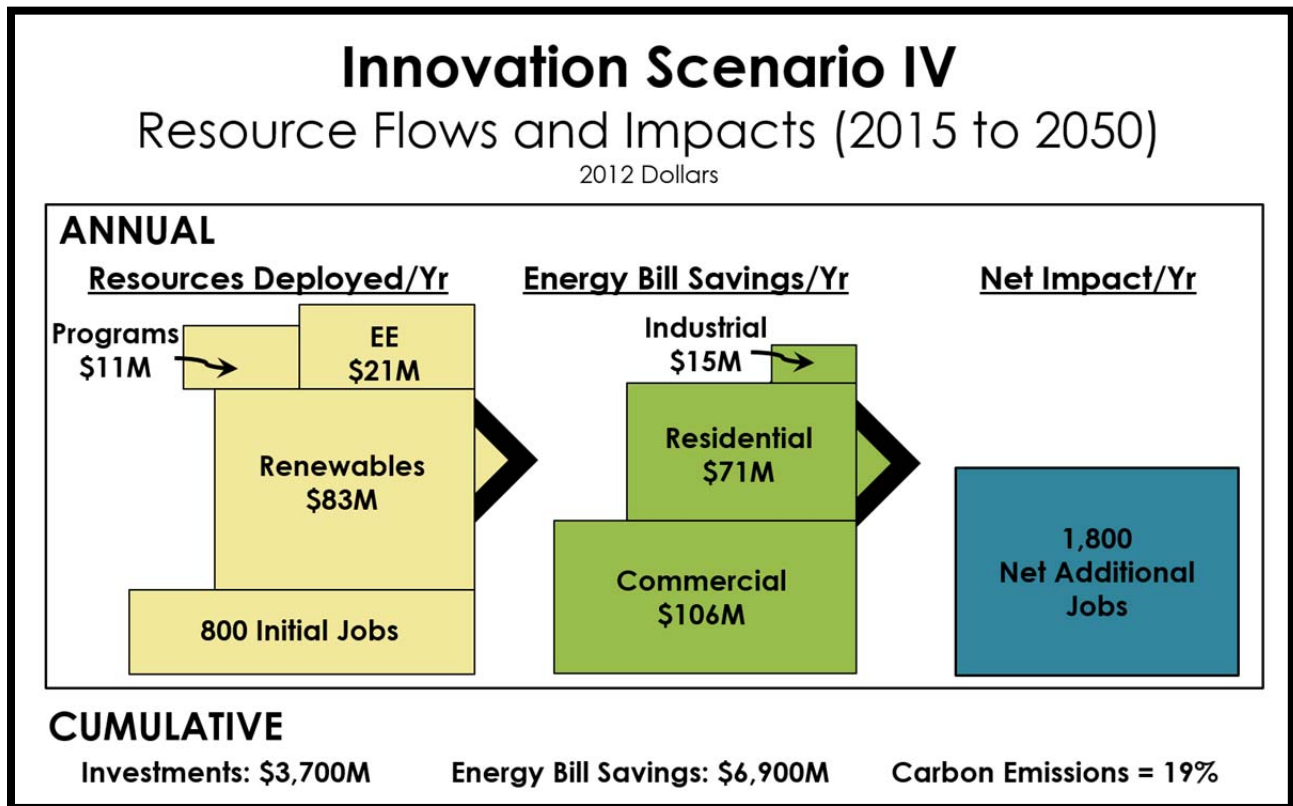 Innovation Scenario IV
Resource Flows and Impacts (2015 to 2050)
2012 Dollars
ANNUAL
Resources Deployed/Yr
Programs
$11M
EE
$21M
Renewables
$83M
800 Initial Jobs
Energy Bill Savings/Yr
Industrial
$15M
Residential
$71M
Commercial
$106M
Net Impact/Yr
1,800
Net Additional
Jobs
CUMULATIVE
Investments: $3,700M
Energy Bill Savings: $6,900M
Carbon Emissions = 19%